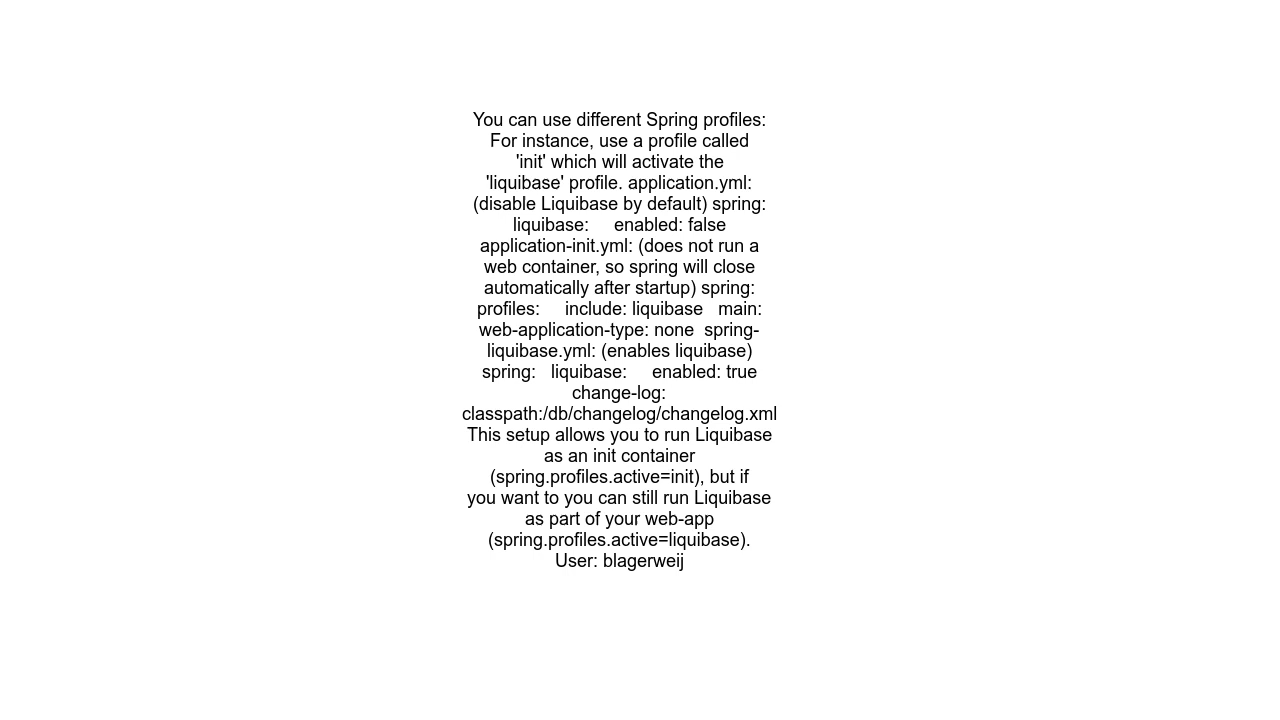 You can use different Spring profiles:
For instance, use a profile called
'init' which will activate the
'liquibase' profile. application.yml:
(disable Liquibase by default) spring:
liquibase:     enabled: false
application-init.yml: (does not run a
web container, so spring will close
automatically after startup) spring:
profiles:     include: liquibase   main:
web-application-type: none  spring-
liquibase.yml: (enables liquibase)
spring:   liquibase:     enabled: true
change-log:
classpath:/db/changelog/changelog.xml
This setup allows you to run Liquibase
as an init container
(spring.profiles.active=init), but if
you want to you can still run Liquibase
as part of your web-app
(spring.profiles.active=liquibase).
User: blagerweij